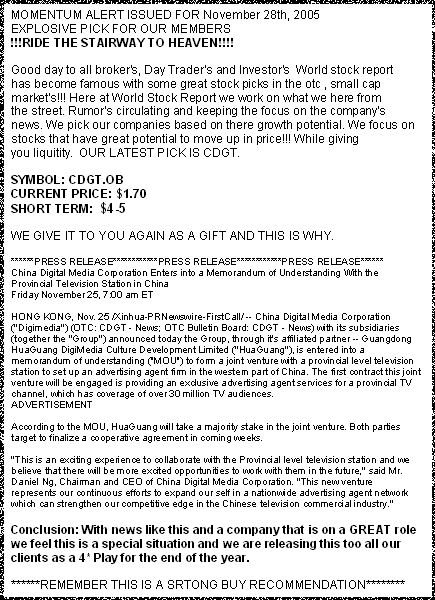 MOMENTUM ALERT ISSUED FOR November 28th, 2005
EXPLOSIVE PICK FOR OUR MEMBERS
!!!RIDE THE STAIRWAY TO HEAVEN!!!!
Good day to all broker's, Day Trader's and Investor's World stock report
has become famous with some great stock picks in the otc , small cap
market's!!! Here at World Stock Report we work on what we here from
the street. Rumor's circulating and keeping the focus on the company's
news. We pick our companies based on there growth potential. We focus on
stocks that have great potential to move up in price!!! While giving
you liquitity. OUR LATEST PICK IS CDGT.
SYMBOL: CDGT.OB
CURRENT PRICE: $1.70
SHORT TERM: $4-5
WE GIVE IT TO YOU AGAIN AS A GIFT AND THIS IS WHY.
******PRESS RELEASE************PRESS RELEASE************PRESS RELEASE******
China Digital Media Corporation Enters into a Memorandum of Understanding With the
Provincial Television Station in China
Friday November 25, 7:00 am ET
HONG KONG, Nov. 25 /Xinhua-PRNewswire-FirstCall/ -- China Digital Media Corporation
("Digimedia") (OTC: CDGT - News; OTC Bulletin Board: CDGT - News) with its subsidiaries
(together the "Group") announced today the Group, through it's affiliated partner -- Guangdong
HuaGuang DigiMedia Culture Development Limited ("HuaGuang"), is entered into a
memorandum of understanding ("MOU") to form a joint venture with a provincial level television
station to set up an advertising agent firm in the western part of China. The first contract this joint
venture will be engaged is providing an exclusive advertising agent services for a provincial TV
channel, which has coverage of over 30 million TV audiences.
ADVERTISEMENT
According to the MOU, HuaGuang will take a majority stake in the joint venture. Both parties
target to finalize a cooperative agreement in coming weeks.
"This is an exciting experience to collaborate with the Provincial level television station and we
believe that there will be more excited opportunities to work with them in the future," said Mr.
Daniel Ng, Chairman and CEO of China Digital Media Corporation. "This new venture
represents our continuous efforts to expand our self in a nationwide advertising agent network
which can strengthen our competitive edge in the Chinese television commercial industry."
Conclusion: With news like this and a company that is on a GREAT role
we feel this is a special situation and we are releasing this too all our
clients as a 4* Play for the end of the year.
******REMEMBER THIS IS A SRTONG BUY RECOMMENDATION********